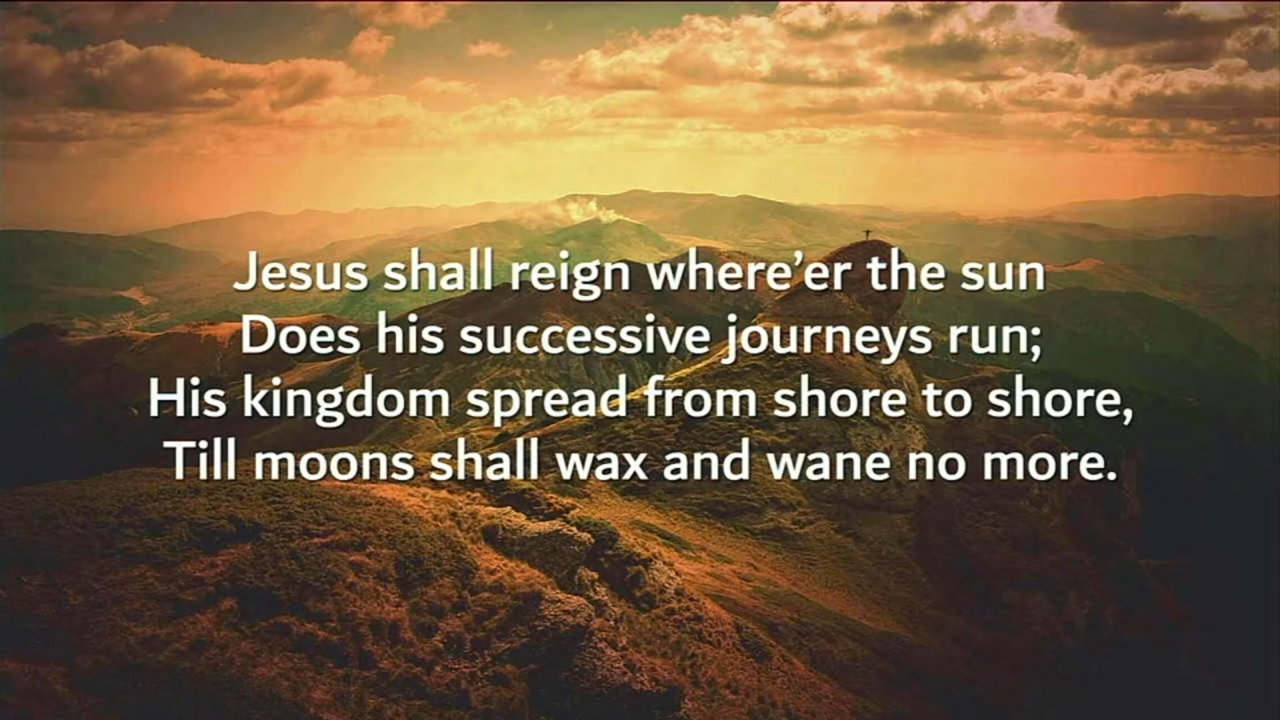 Jesus shall reign where’er the sun
Does his successive journeys run;
His kingdom spread from shore to shore,
Till moons shall wax and wane no more.